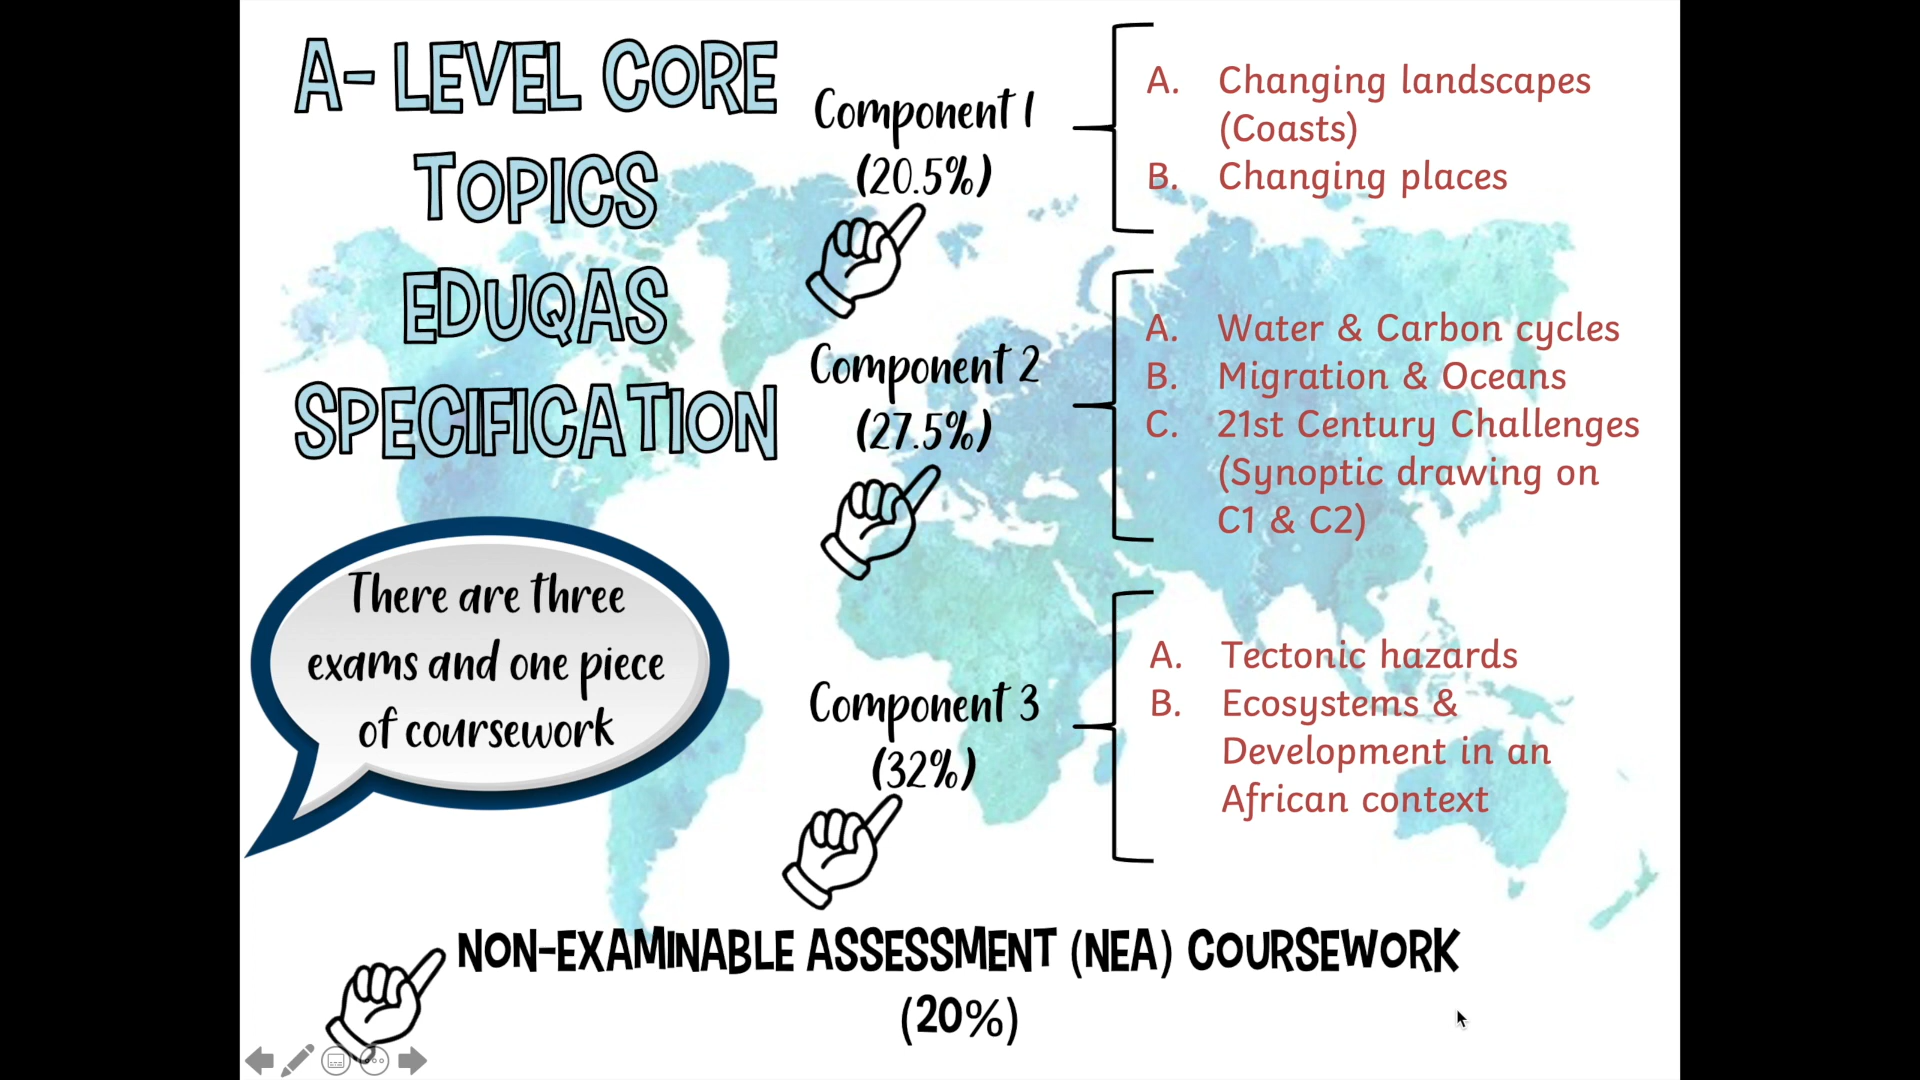 A- LEVEL CORE
TOPICS
EDUQAS
SPECIFICATION
There are three
exams and one piece
of coursework
Component 1
(20.5%)
A. Changing landscapes
(Coasts)
B. Changing places
Component 2
(27.5%)
A. Water & Carbon cycles
B. Migration & Oceans
C. 21st Century Challenges
(Synoptic drawing on
C1 & C2)
Component 3
(32%)
A. Tectonic hazards
B. Ecosystems &
Development in an
African context
NON-EXAMINABLE ASSESSMENT (NEA) COURSEWORK
(20%)